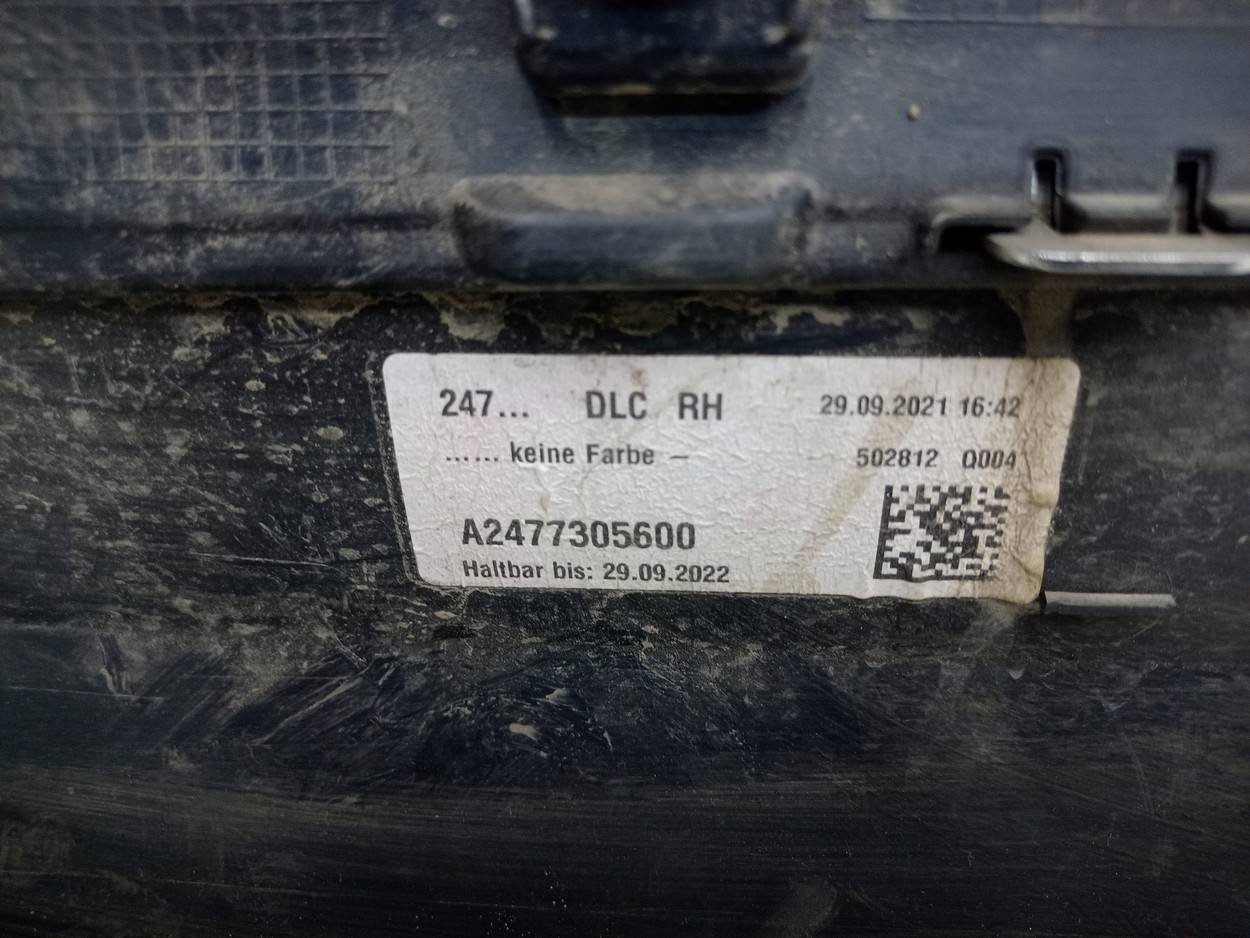 247... DLC RH 29.09.2021 16:42
...... keine Farbe – 502812 Q004
A2477305600
Haltbar bis: 29.09.2022